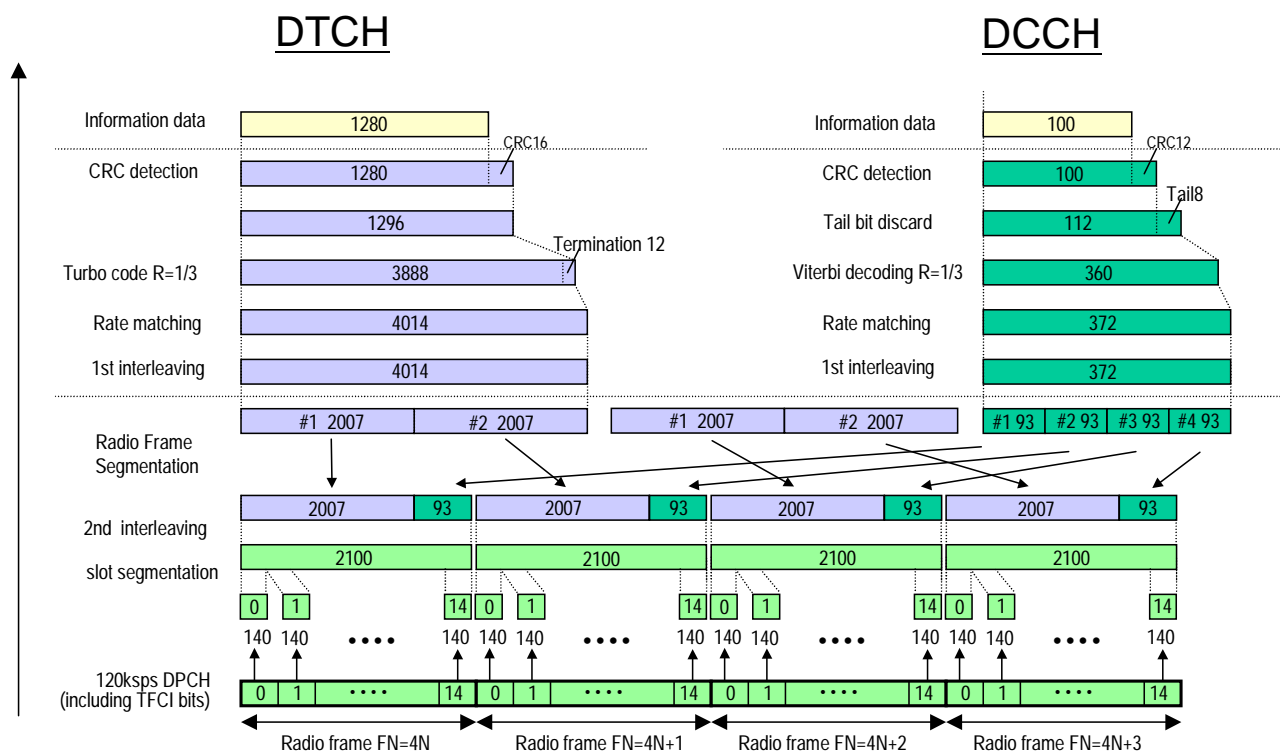 DTCH DCCH
Information data 1280 Information data 100
CRC16 CRC12
CRC detection 1280 CRC detection 100
Tail8
1296 Tail bit discard 112
Termination 12
Turbo code R=1/3 3888 Viterbi decoding R=1/3 360
Rate matching 4014 Rate matching 372
1st interleaving 4014 1st interleaving 372
#1 2007 #2 2007 #1 2007 #2 2007 #1 93 #2 93 #3 93 #4 93
Radio Frame
Segmentation
2007 93 2007 93 2007 93 2007 93
2nd interleaving
2100 2100 2100 2100
slot segmentation
0 1 14 0 1 14 0 1 14 0 1 14
140 140 •••• 140 140 140 •••• 140 140 140 •••• 140 140 140 •••• 140
120ksps DPCH
(including TFCI bits)
0 1 •••• 14 0 1 •••• 14 0 1 •••• 14 0 1 •••• 14
Radio frame FN=4N Radio frame FN=4N+1 Radio frame FN=4N+2 Radio frame FN=4N+3